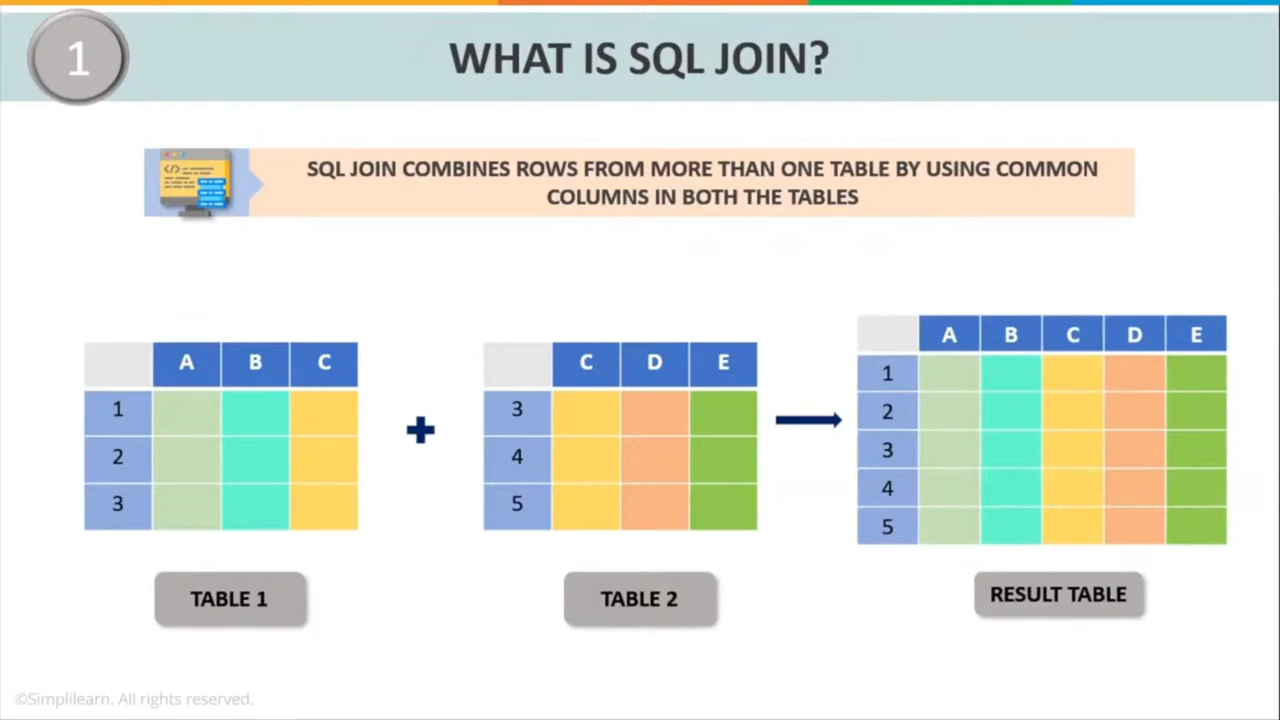 1
WHAT IS SQL JOIN?
</>
SQL JOIN COMBINES ROWS FROM MORE THAN ONE TABLE BY USING COMMON
COLUMNS IN BOTH THE TABLES
A B C
1
2
3
TABLE 1
C D E
3
4
5
TABLE 2
A B C D E
1
2
3
4
5
RESULT TABLE
©Simplilearn. All rights reserved.